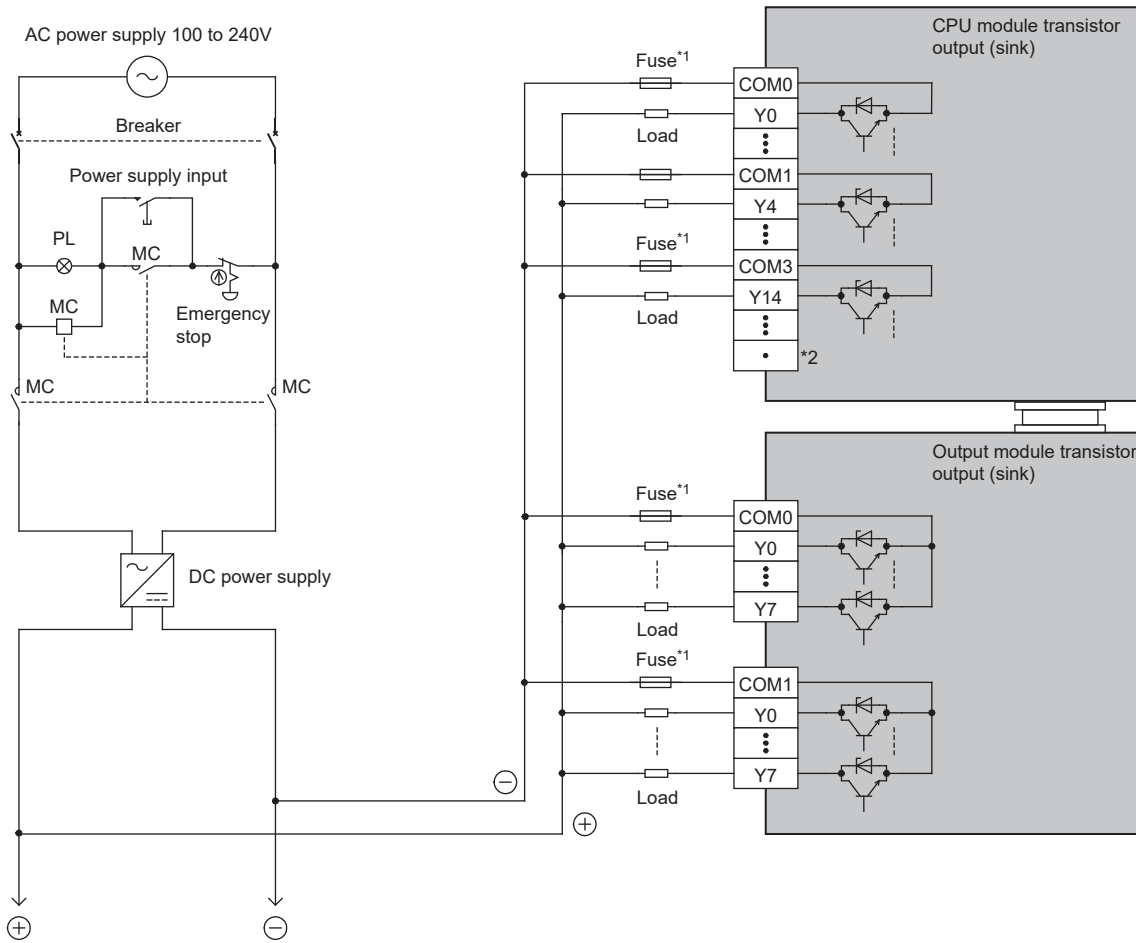 AC power supply 100 to 240V
Breaker
Power supply input
PL
MC
MC
Emergency
stop
MC
MC
DC power supply
CPU module transistor
output (sink)
Fuse*1
COM0
Y0
Load
COM1
Y4
Fuse*1
COM3
Y14
Load
*2
Output module transistor
output (sink)
Fuse*1
COM0
Y0
Y7
Load
Fuse*1
COM1
Y0
Y7
Load